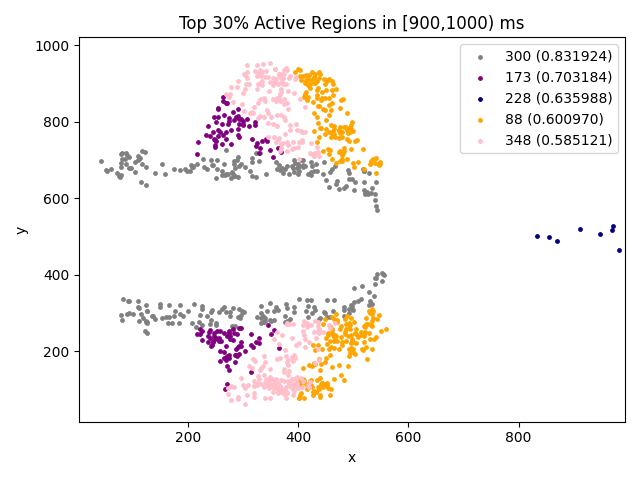 Top 30% Active Regions in [900,1000) ms
300 (0.831924)
173 (0.703184)
228 (0.635988)
88 (0.600970)
348 (0.585121)
y
1000
800
600
400
200
200 400 600 800
x